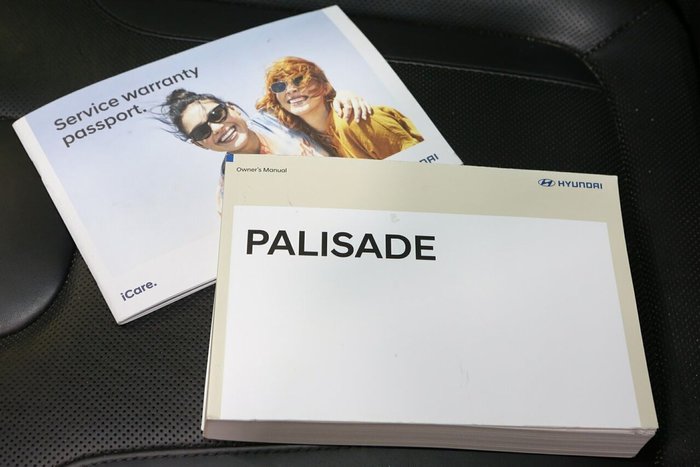 Service warranty
passport.
iCare.
Owner's Manual
HYUNDAI
PALISADE